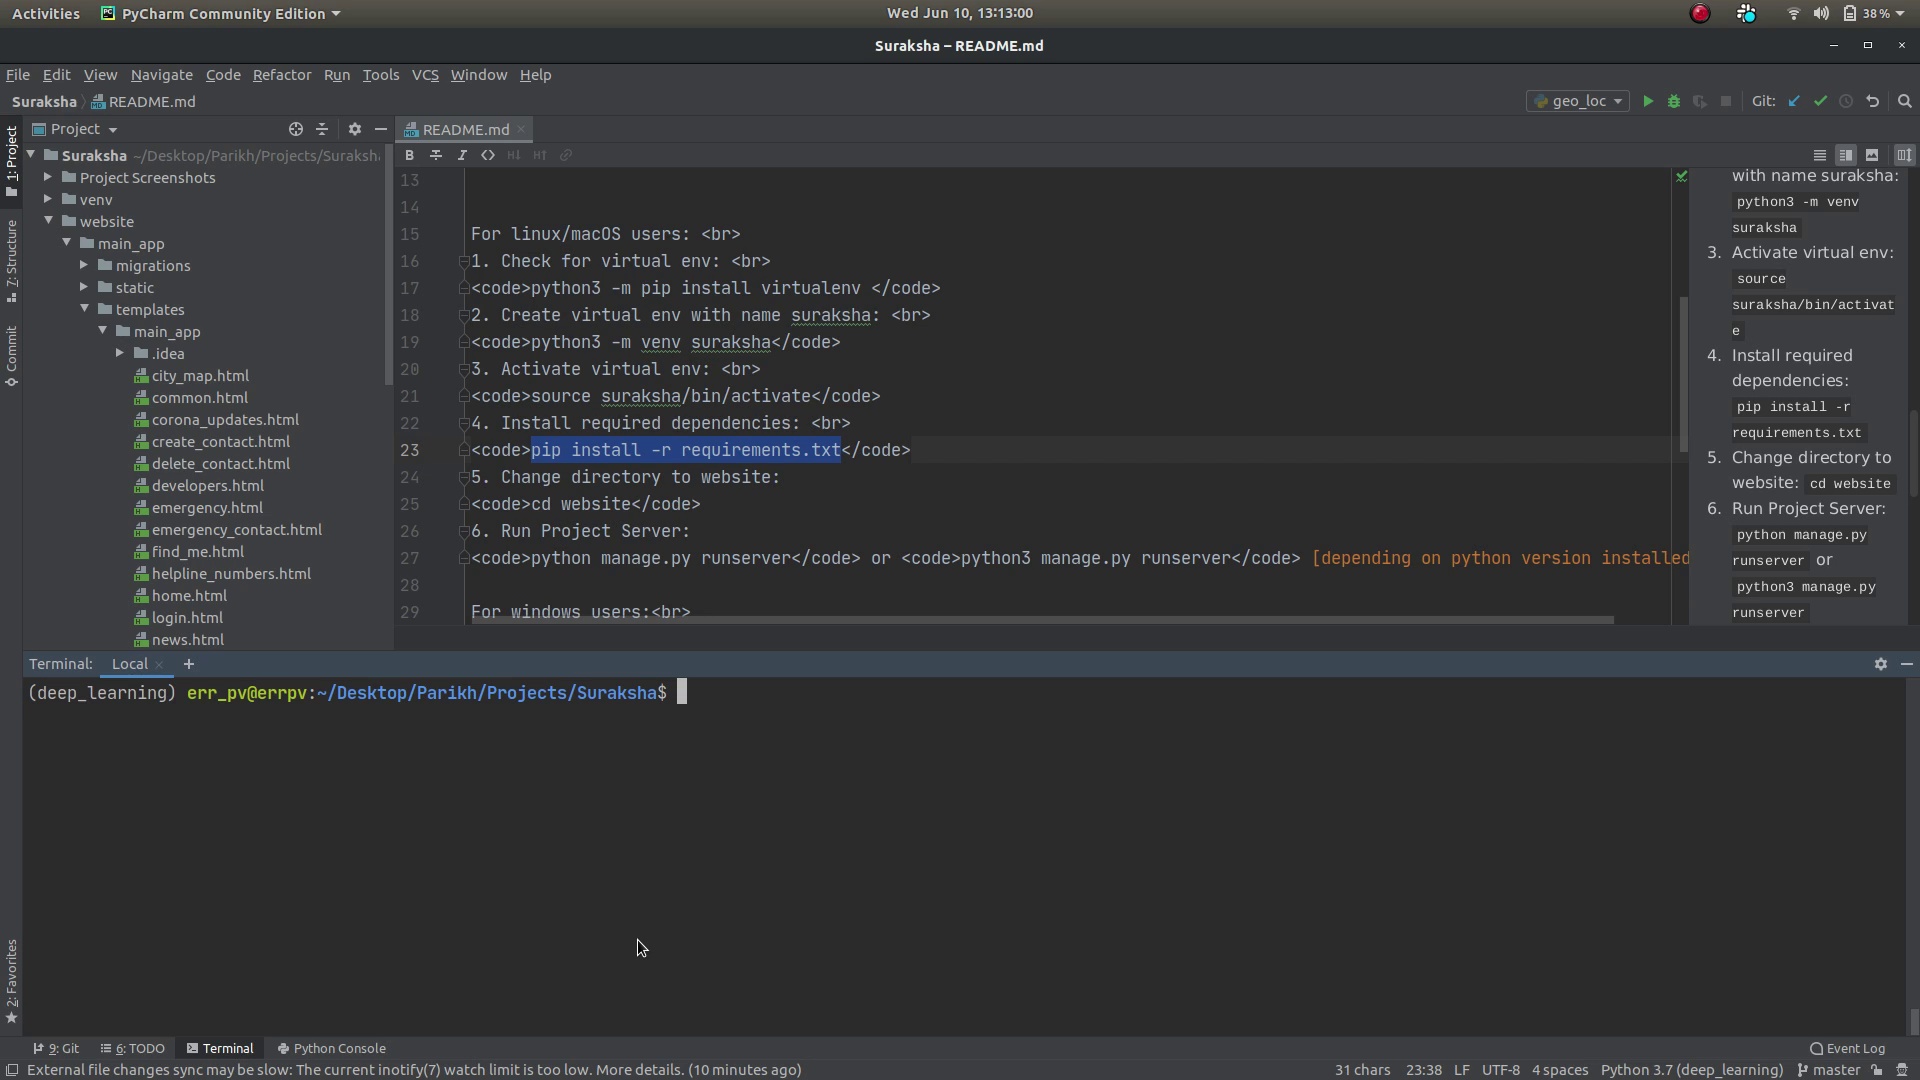 Activities PyCharm Community Edition Wed Jun 10, 13:13:00 38 %
Suraksha – README.md
File Edit View Navigate Code Refactor Run Tools VCS Window Help
Suraksha README.md geo_loc Git:
Project README.md
B I <> H↓ H↑
1: Project
7: Structure
Commit
2: Favorites
Suraksha ~/Desktop/Parikh/Projects/Suraksh
Project Screenshots
venv
website
main_app
migrations
static
templates
main_app
.idea
city_map.html
common.html
corona_updates.html
create_contact.html
delete_contact.html
developers.html
emergency.html
emergency_contact.html
find_me.html
helpline_numbers.html
home.html
login.html
news.html
13
14
15 For linux/macOS users: <br>
16 1. Check for virtual env: <br>
17 <code>python3 -m pip install virtualenv </code>
18 2. Create virtual env with name suraksha: <br>
19 <code>python3 -m venv suraksha</code>
20 3. Activate virtual env: <br>
21 <code>source suraksha/bin/activate</code>
22 4. Install required dependencies: <br>
23 <code>pip install -r requirements.txt</code>
24 5. Change directory to website:
25 <code>cd website</code>
26 6. Run Project Server:
27 <code>python manage.py runserver</code> or <code>python3 manage.py runserver</code> [depending on python version installed
28
29 For windows users:<br>
with name suraksha:
python3 -m venv
suraksha
3. Activate virtual env:
source
suraksha/bin/activat
e
4. Install required
dependencies:
pip install -r
requirements.txt
5. Change directory to
website: cd website
6. Run Project Server:
python manage.py
runserver or
python3 manage.py
runserver
Terminal: Local +
(deep_learning) err_pv@errpv:~/Desktop/Parikh/Projects/Suraksha$
9: Git 6: TODO Terminal Python Console Event Log
External file changes sync may be slow: The current inotify(7) watch limit is too low. More details. (10 minutes ago) 31 chars 23:38 LF UTF-8 4 spaces Python 3.7 (deep_learning) master